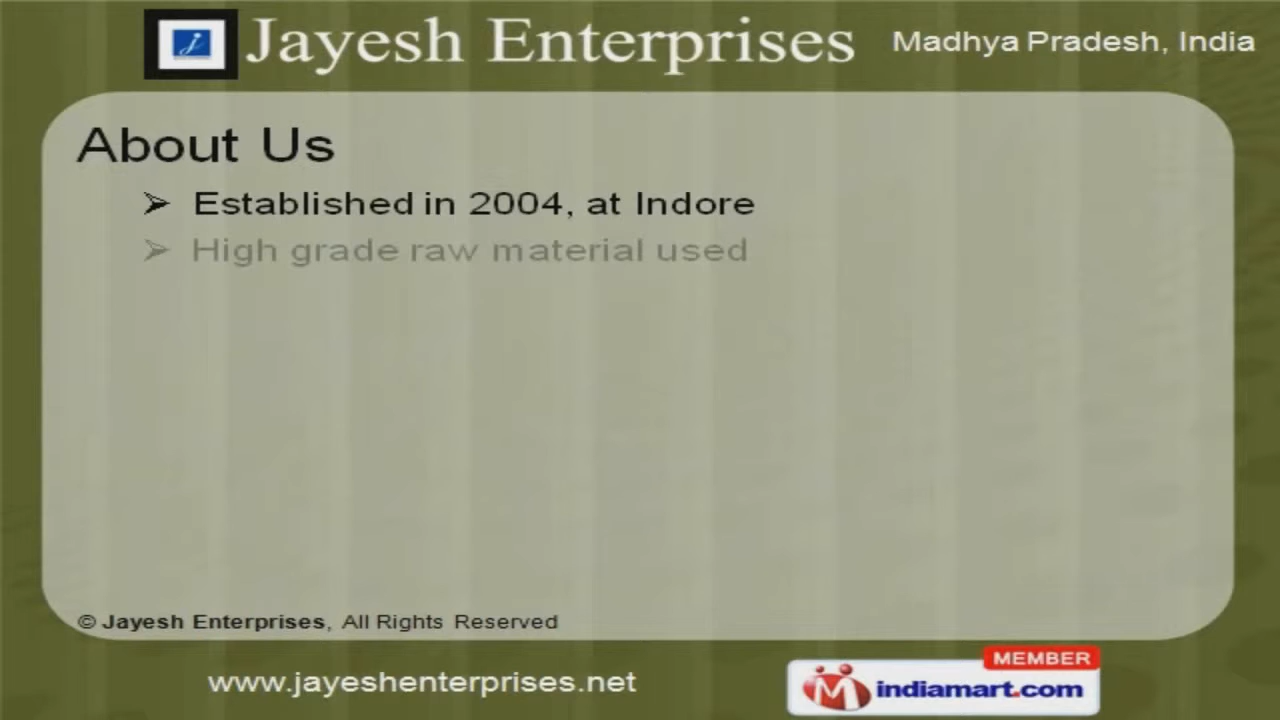 Jayesh Enterprises
Madhya Pradesh, India
About Us
➢ Established in 2004, at Indore
➢ High grade raw material used
© Jayesh Enterprises, All Rights Reserved
www.jayeshenterprises.net
MEMBER
indiamart.com